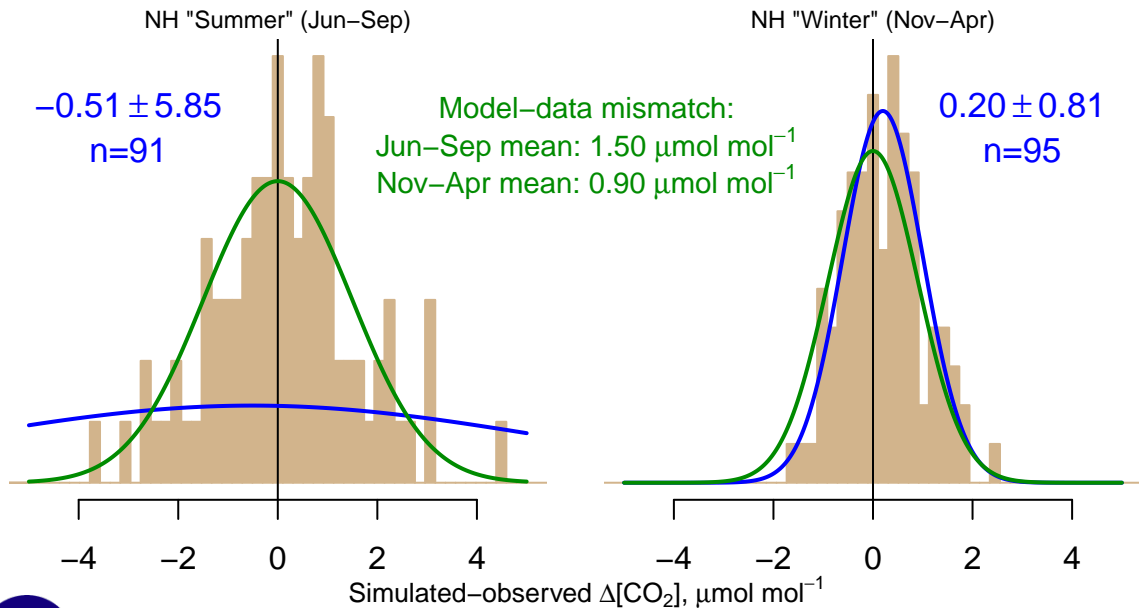 NH "Summer" (Jun−Sep)
NH "Winter" (Nov−Apr)
−0.51 ± 5.85
n=91
Model−data mismatch:
Jun−Sep mean: 1.50 μmol mol⁻¹
Nov−Apr mean: 0.90 μmol mol⁻¹
0.20 ± 0.81
n=95
−4 −2 0 2 4
−4 −2 0 2 4
Simulated−observed Δ[CO₂], μmol mol⁻¹